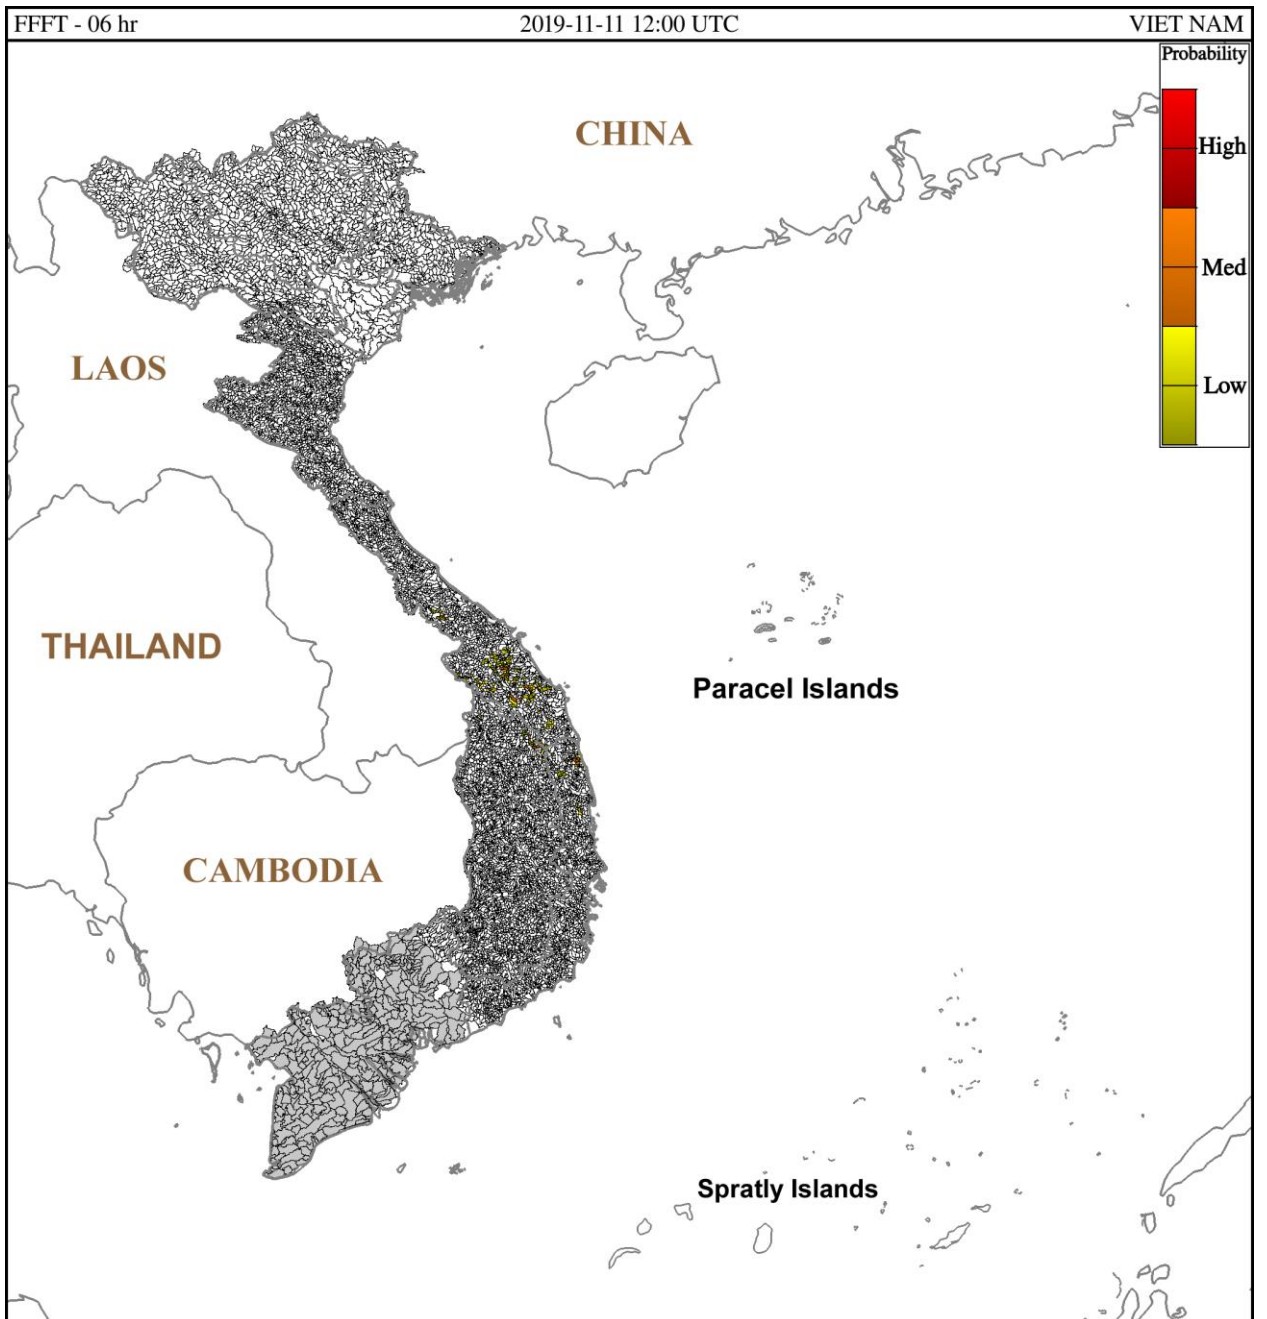 FFFT - 06 hr
2019-11-11 12:00 UTC
VIET NAM
Probability
High
Med
Low
CHINA
LAOS
THAILAND
Paracel Islands
CAMBODIA
Spratly Islands